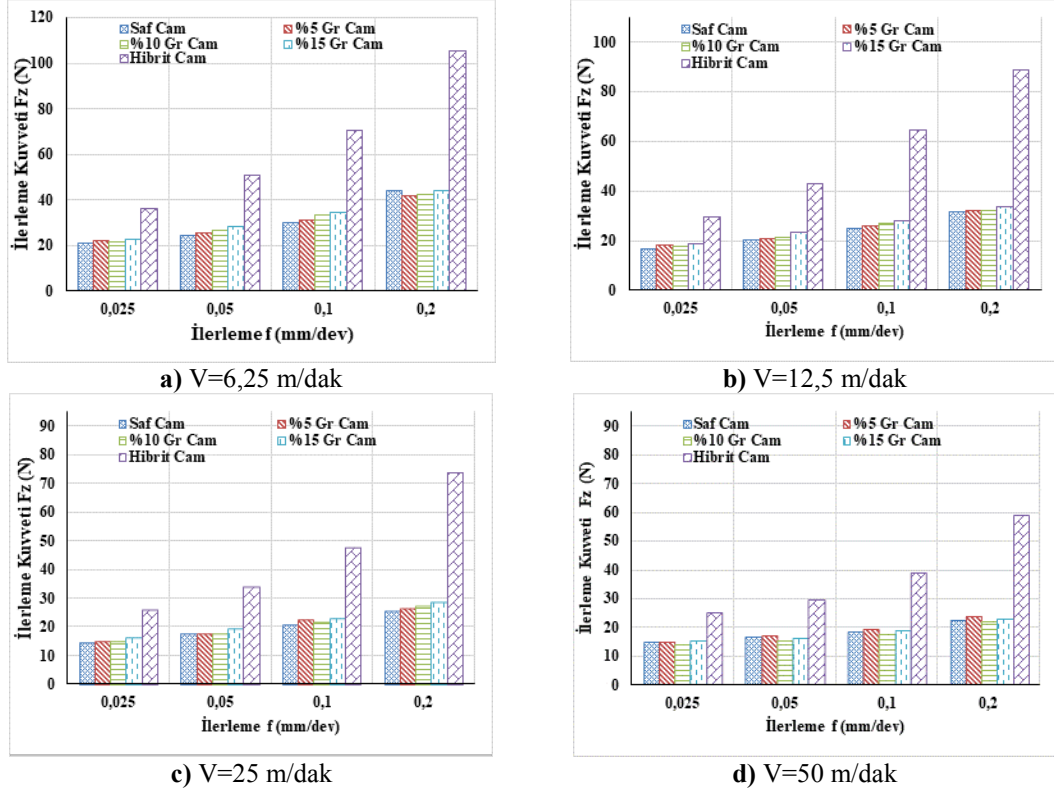 İlerleme Kuvveti Fz (N)
120
100
80
60
40
20
0
Saf Cam
%5 Gr Cam
%10 Gr Cam
%15 Gr Cam
Hibrit Cam
0,025
0,05
0,1
0,2
İlerleme f (mm/dev)
a) V=6,25 m/dak
İlerleme Kuvveti Fz (N)
100
80
60
40
20
0
Saf Cam
%5 Gr Cam
%10 Gr Cam
%15 Gr Cam
Hibrit Cam
0,025
0,05
0,1
0,2
İlerleme f (mm/dev)
b) V=12,5 m/dak
İlerleme Kuvveti Fz (N)
90
80
70
60
50
40
30
20
10
0
Saf Cam
%5 Gr Cam
%10 Gr Cam
%15 Gr Cam
Hibrit Cam
0,025
0,05
0,1
0,2
İlerleme f (mm/dev)
c) V=25 m/dak
İlerleme Kuvveti Fz (N)
90
80
70
60
50
40
30
20
10
0
Saf Cam
%5 Gr Cam
%10 Gr Cam
%15 Gr Cam
Hibrit Cam
0,025
0,05
0,1
0,2
İlerleme f (mm/dev)
d) V=50 m/dak